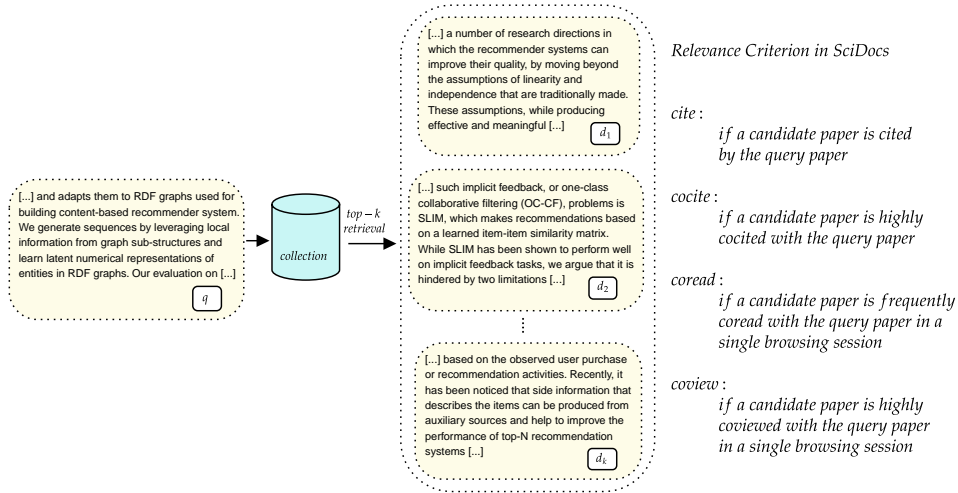 [...] and adapts them to RDF graphs used for
building content-based recommender system.
We generate sequences by leveraging local
information from graph sub-structures and
learn latent numerical representations of
entities in RDF graphs. Our evaluation on [...]
q
collection
top – k
retrieval
[...] a number of research directions in
which the recommender systems can
improve their quality, by moving beyond
the assumptions of linearity and
independence that are traditionally made.
These assumptions, while producing
effective and meaningful [...]
d1
[...] such implicit feedback, or one-class
collaborative filtering (OC-CF), problems is
SLIM, which makes recommendations based
on a learned item-item similarity matrix.
While SLIM has been shown to perform well
on implicit feedback tasks, we argue that it is
hindered by two limitations [...]
d2
[...] based on the observed user purchase
or recommendation activities. Recently, it
has been noticed that side information that
describes the items can be produced from
auxiliary sources and help to improve the
performance of top-N recommendation
systems [...]
dk
Relevance Criterion in SciDocs
cite :
if a candidate paper is cited
by the query paper
cocite :
if a candidate paper is highly
cocited with the query paper
coread :
if a candidate paper is frequently
coread with the query paper in a
single browsing session
coview :
if a candidate paper is highly
coviewed with the query paper
in a single browsing session